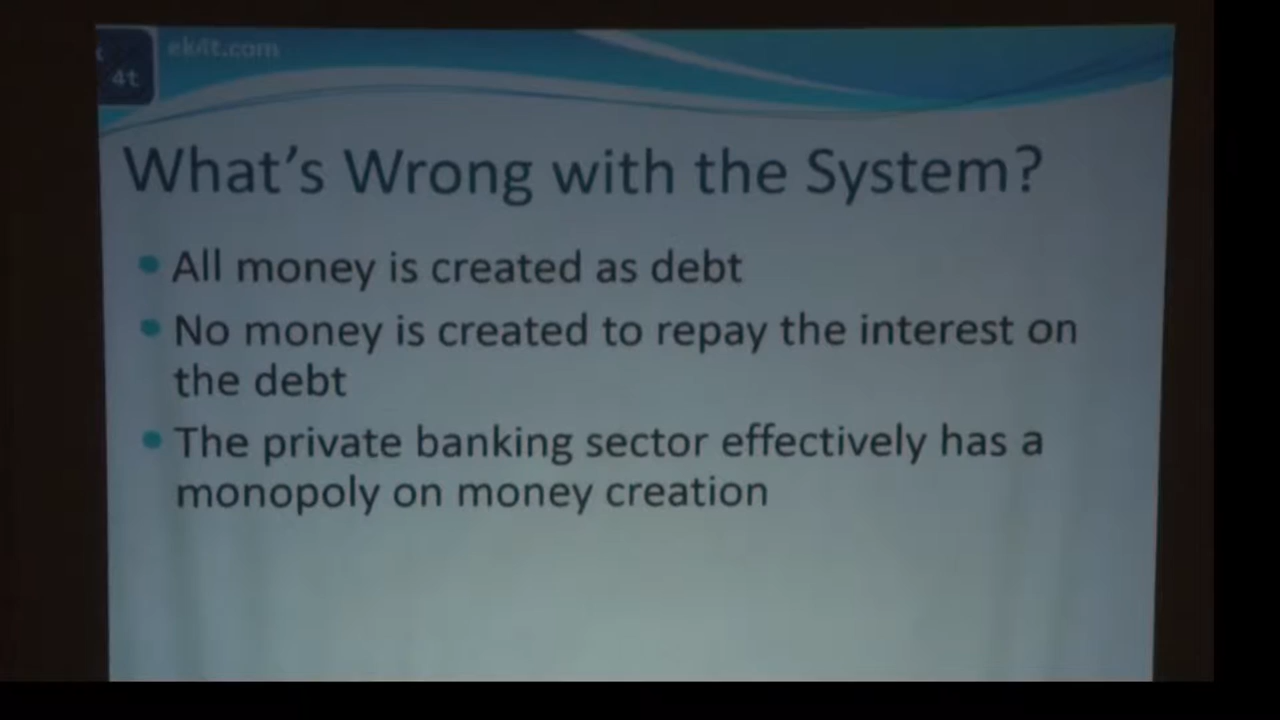 ek4t.com
4t
What's Wrong with the System?
All money is created as debt
No money is created to repay the interest on
the debt
The private banking sector effectively has a
monopoly on money creation